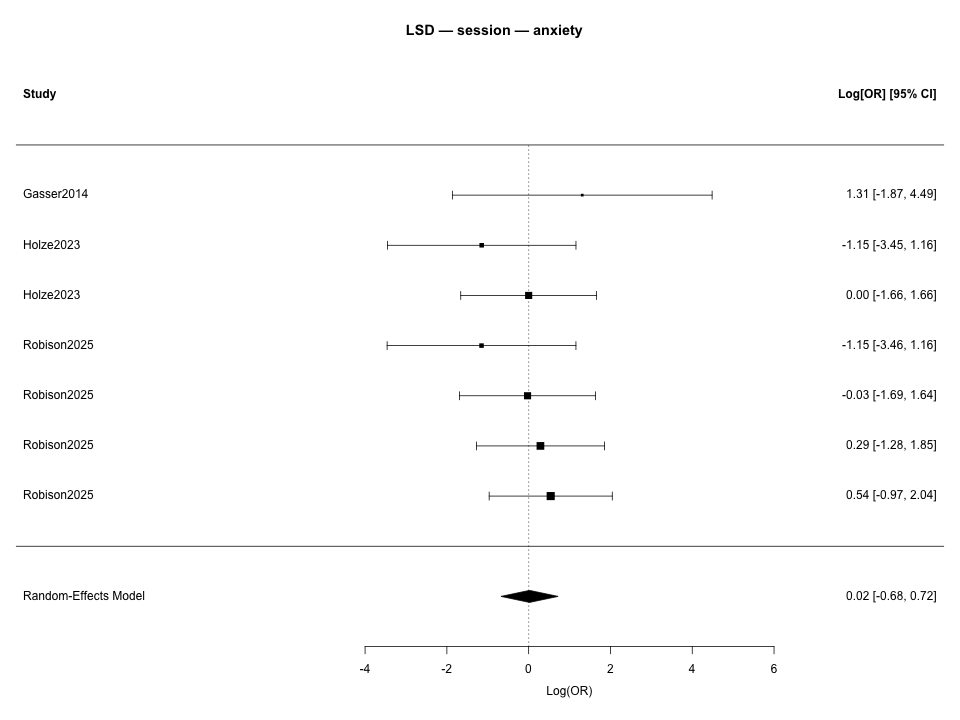 LSD — session — anxiety
Study Log[OR] [95% CI]
Gasser2014 1.31 [-1.87, 4.49]
Holze2023 -1.15 [-3.45, 1.16]
Holze2023 0.00 [-1.66, 1.66]
Robison2025 -1.15 [-3.46, 1.16]
Robison2025 -0.03 [-1.69, 1.64]
Robison2025 0.29 [-1.28, 1.85]
Robison2025 0.54 [-0.97, 2.04]
Random-Effects Model 0.02 [-0.68, 0.72]
-4 -2 0 2 4 6
Log(OR)